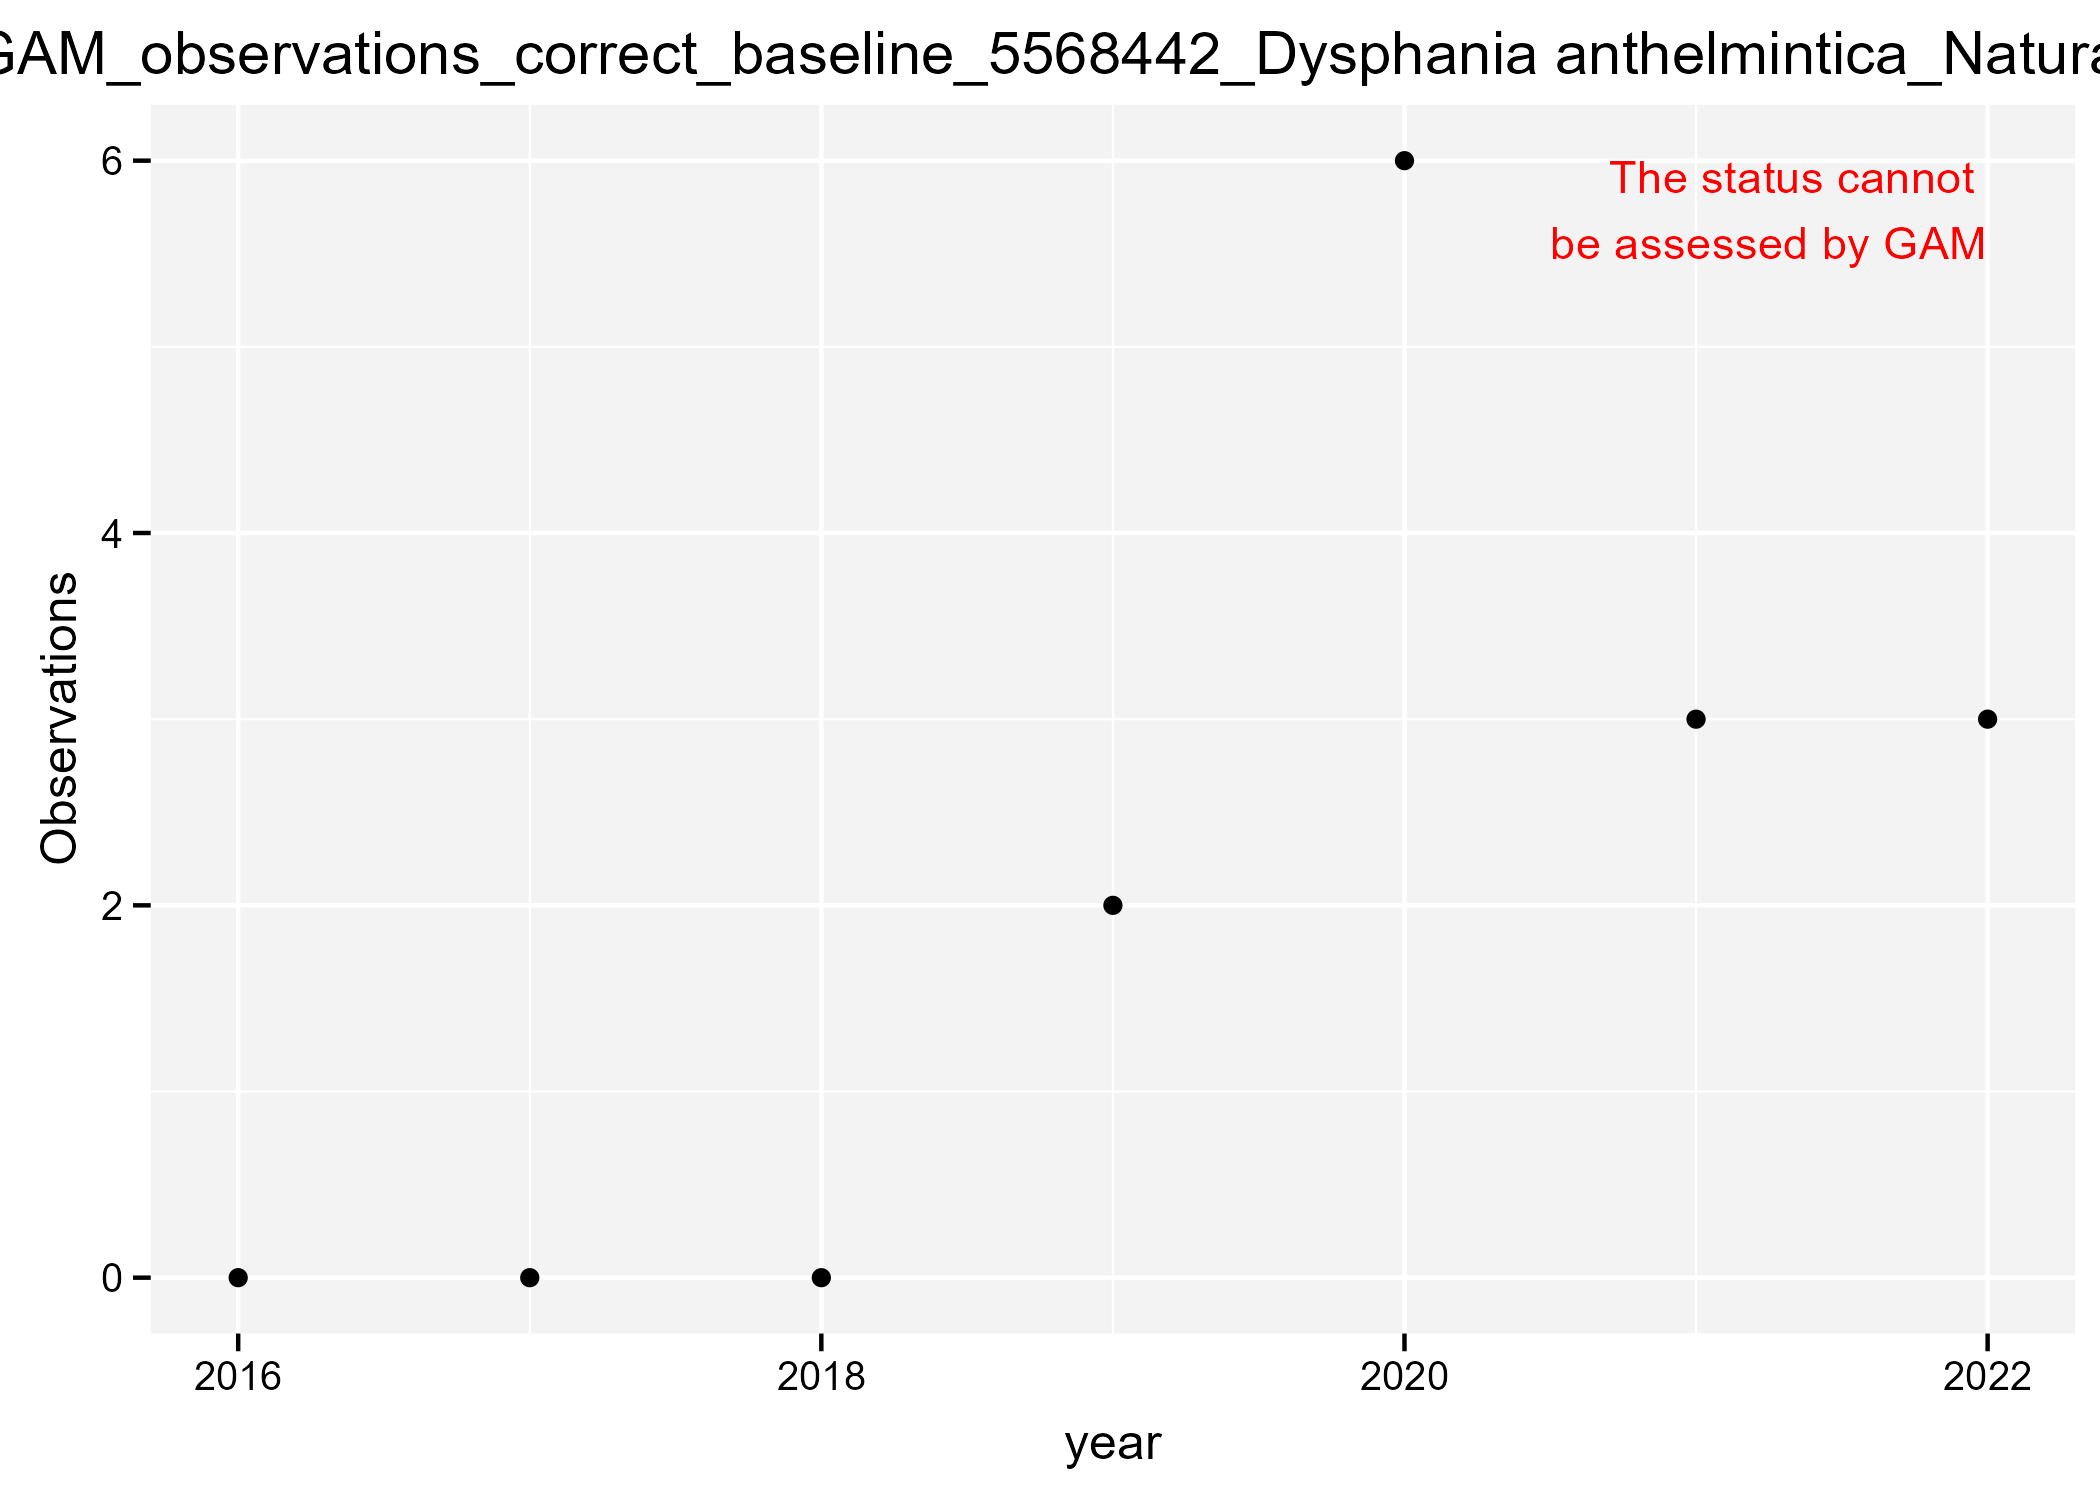 GAM_observations_correct_baseline_5568442_Dysphania anthelmintica_Natura
6
The status cannot
be assessed by GAM
4
Observations
2
0
2016 2018 2020 2022
year